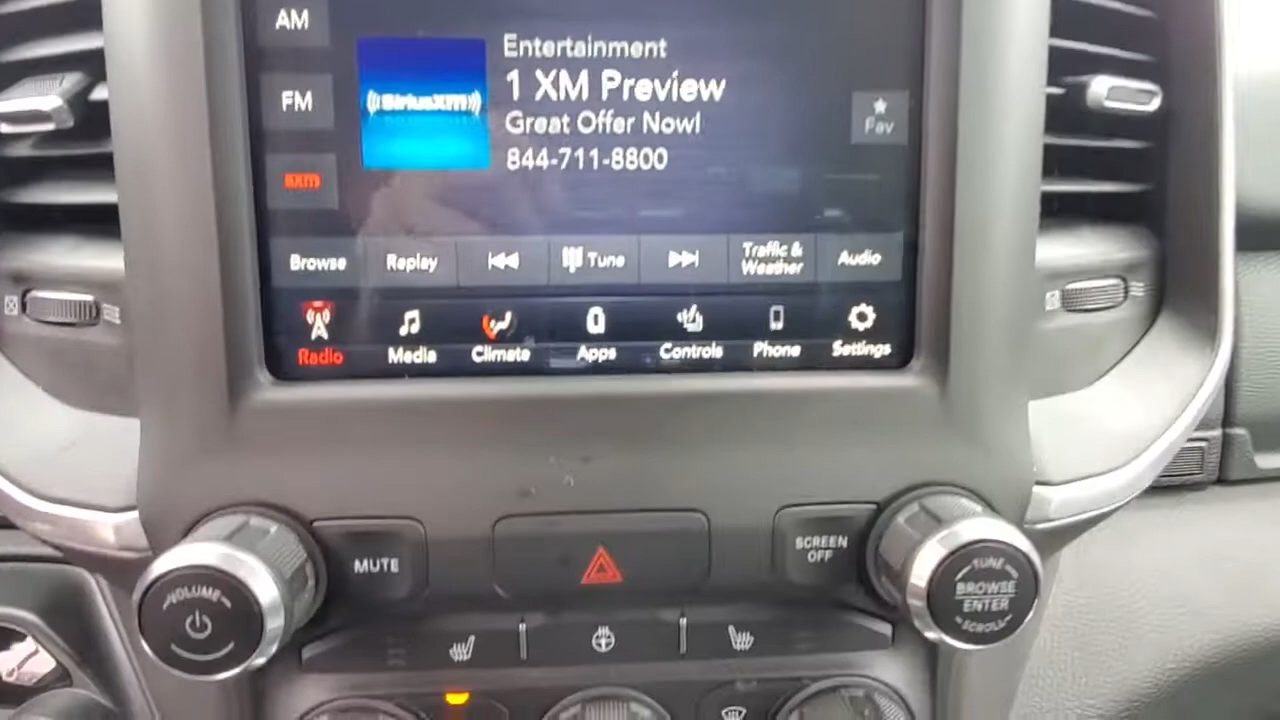 AM
Entertainment
1 XM Preview
FM
SiriusXM
Great Offer Now!
Fav
844-711-8800
sxm
Browse
Replay
Tune
Traffic &
Weather
Audio
Radio
Media
Climate
Apps
Controls
Phone
Settings
MUTE
SCREEN
OFF
VOLUME
TUNE
BROWSE
ENTER
SCROLL